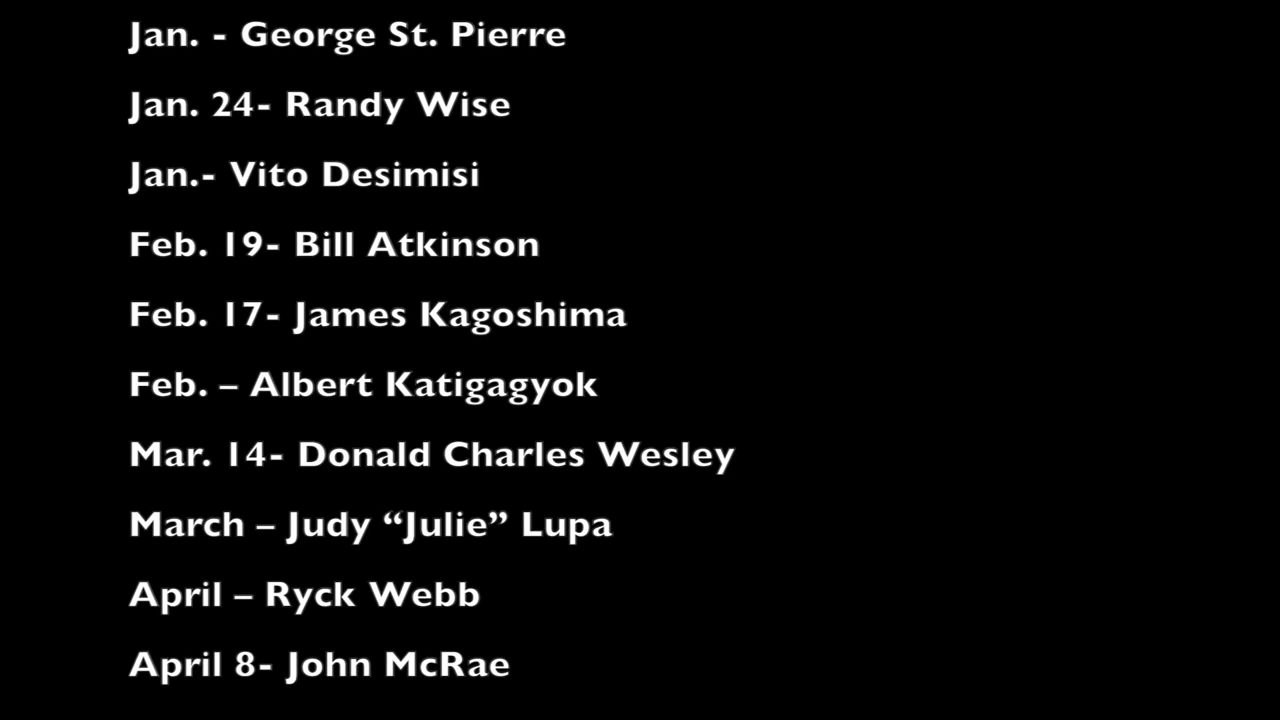 Jan. - George St. Pierre
Jan. 24- Randy Wise
Jan.- Vito Desimisi
Feb. 19- Bill Atkinson
Feb. 17- James Kagoshima
Feb. – Albert Katigagyok
Mar. 14- Donald Charles Wesley
March – Judy “Julie” Lupa
April – Ryck Webb
April 8- John McRae